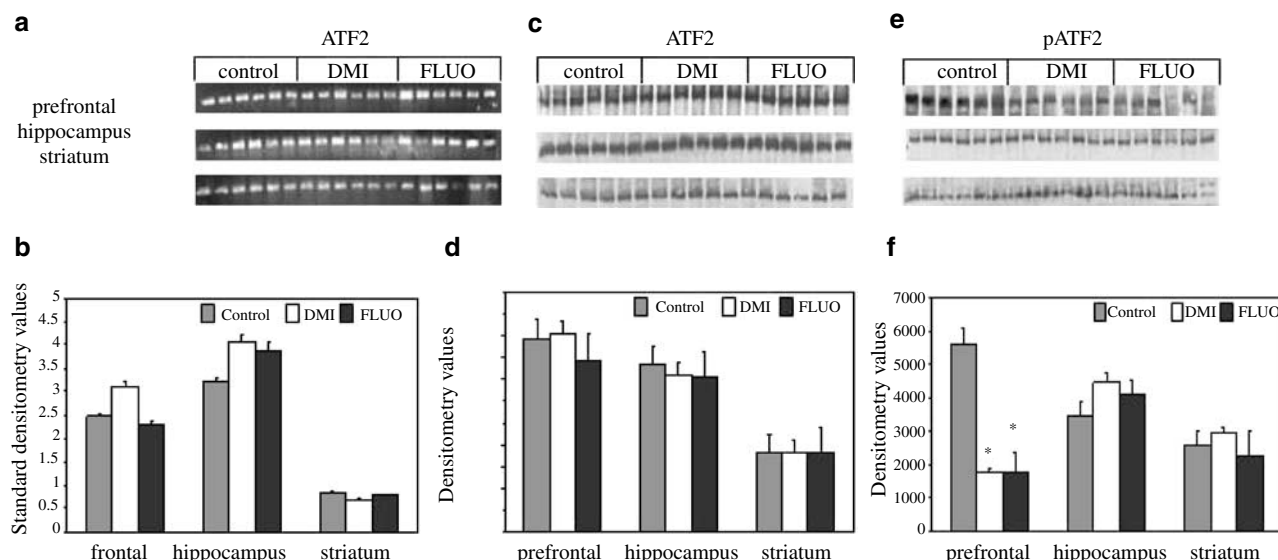 a
ATF2
control DMI FLUO
prefrontal
hippocampus
striatum
c
ATF2
control DMI FLUO
e
pATF2
control DMI FLUO
b
Standard densitometry values
5
4.5
4
3.5
3
2.5
2
1.5
1
0.5
0
Control DMI FLUO
frontal hippocampus striatum
d
Densitometry values
Control DMI FLUO
prefrontal hippocampus striatum
f
Densitometry values
7000
6000
5000
4000
3000
2000
1000
0
Control DMI FLUO
* *
prefrontal hippocampus striatum